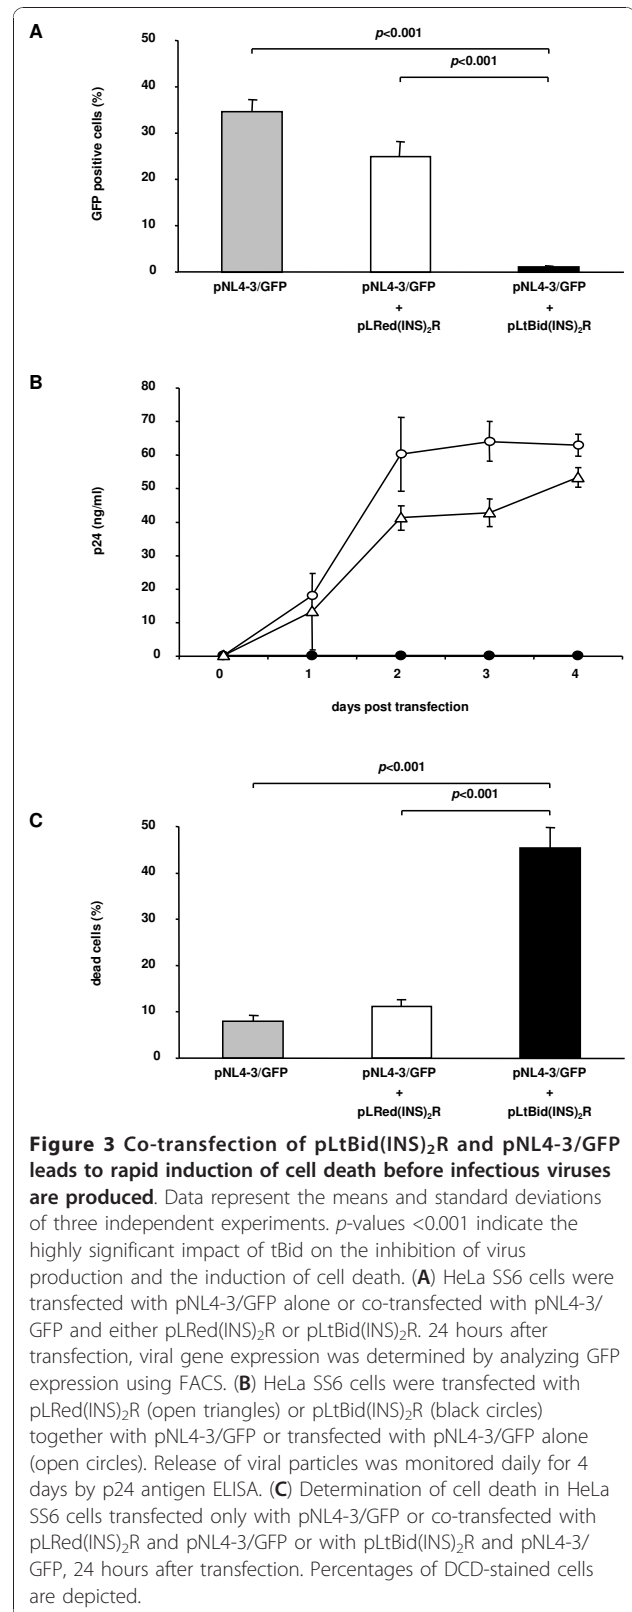 A
p<0.001
p<0.001
GFP positive cells (%)
50
40
30
20
10
0
pNL4-3/GFP
pNL4-3/GFP
+
pLRed(INS)₂R
pNL4-3/GFP
+
pLtBid(INS)₂R
B
p24 (ng/ml)
80
70
60
50
40
30
20
10
0
0 1 2 3 4
days post transfection
p<0.001
p<0.001
C
dead cells (%)
50
40
30
20
10
0
pNL4-3/GFP
pNL4-3/GFP
+
pLRed(INS)₂R
pNL4-3/GFP
+
pLtBid(INS)₂R
Figure 3 Co-transfection of pLtBid(INS)₂R and pNL4-3/GFP
leads to rapid induction of cell death before infectious viruses
are produced. Data represent the means and standard deviations
of three independent experiments. p-values <0.001 indicate the
highly significant impact of tBid on the inhibition of virus
production and the induction of cell death. (A) HeLa SS6 cells were
transfected with pNL4-3/GFP alone or co-transfected with pNL4-3/
GFP and either pLRed(INS)₂R or pLtBid(INS)₂R. 24 hours after
transfection, viral gene expression was determined by analyzing GFP
expression using FACS. (B) HeLa SS6 cells were transfected with
pLRed(INS)₂R (open triangles) or pLtBid(INS)₂R (black circles)
together with pNL4-3/GFP or transfected with pNL4-3/GFP alone
(open circles). Release of viral particles was monitored daily for 4
days by p24 antigen ELISA. (C) Determination of cell death in HeLa
SS6 cells transfected only with pNL4-3/GFP or co-transfected with
pLRed(INS)₂R and pNL4-3/GFP or with pLtBid(INS)₂R and pNL4-3/
GFP, 24 hours after transfection. Percentages of DCD-stained cells
are depicted.